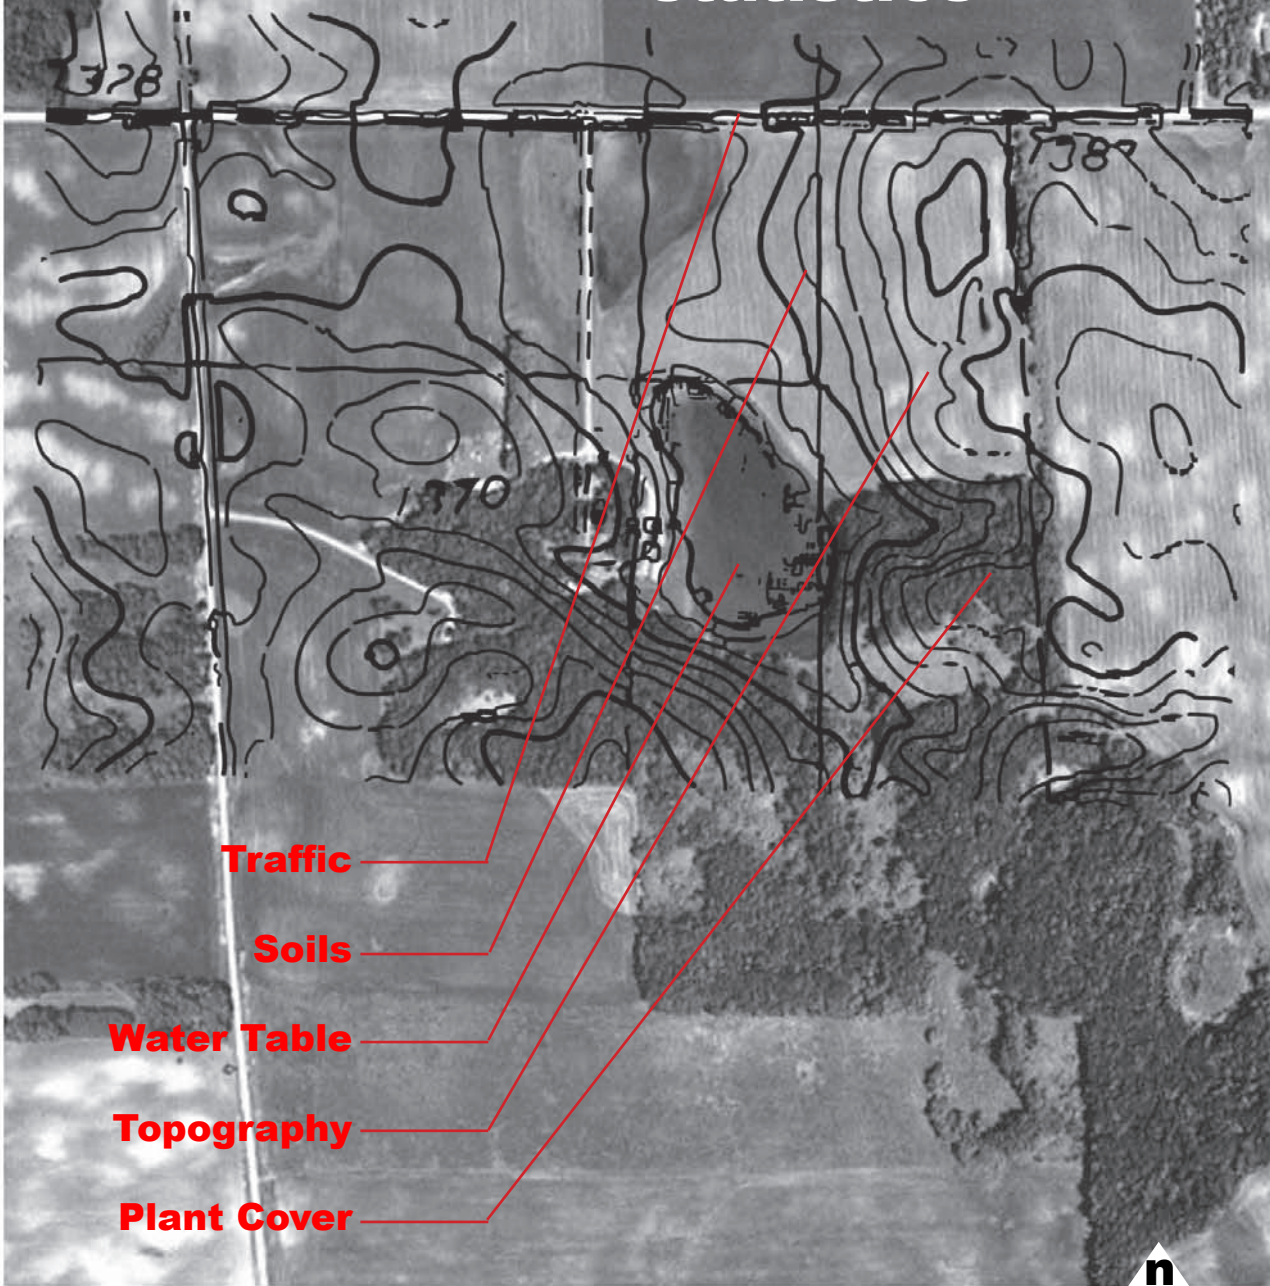 1328
1387
1370
Traffic
Soils
Water Table
Topography
Plant Cover
n